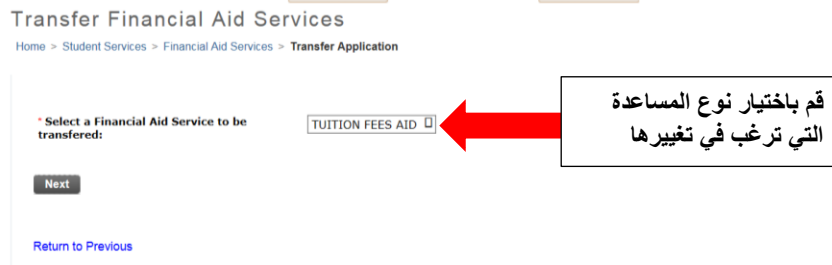 Transfer Financial Aid Services
Home > Student Services > Financial Aid Services > Transfer Application
* Select a Financial Aid Service to be
transfered:
TUITION FEES AID
قم باختيار نوع المساعدة
التي ترغب في تغييرها
Next
Return to Previous